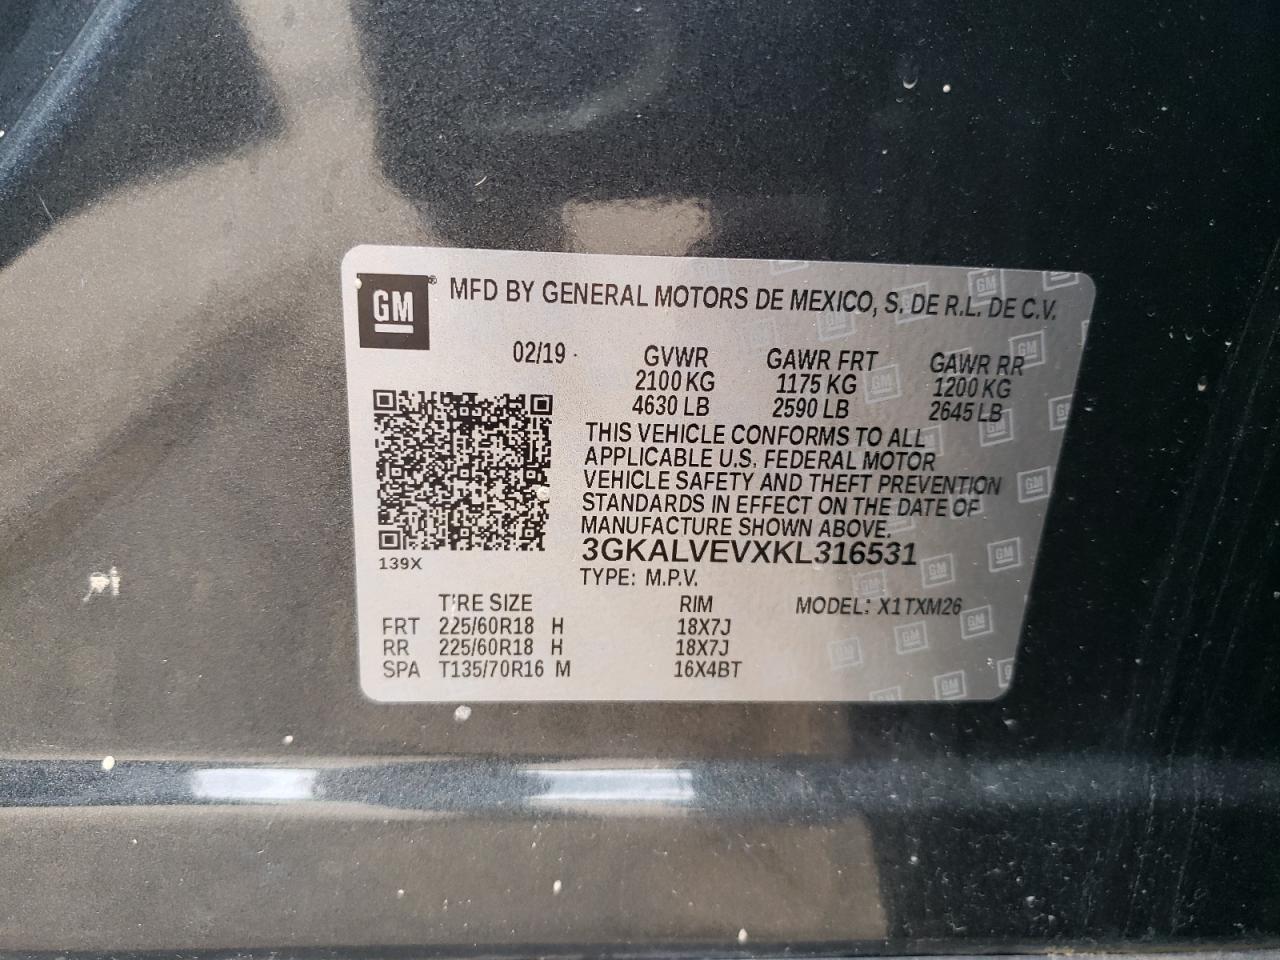 GM® MFD BY GENERAL MOTORS DE MEXICO, S. DE R.L. DE C.V.
02/19 GVWR GAWR FRT GAWR RR
2100 KG 1175 KG 1200 KG
4630 LB 2590 LB 2645 LB
THIS VEHICLE CONFORMS TO ALL
APPLICABLE U.S. FEDERAL MOTOR
VEHICLE SAFETY AND THEFT PREVENTION
STANDARDS IN EFFECT ON THE DATE OF
MANUFACTURE SHOWN ABOVE.
3GKALVEVXKL316531
139X
TYPE: M.P.V.
TIRE SIZE RIM MODEL: X1TXM26
FRT 225/60R18 H 18X7J
RR 225/60R18 H 18X7J
SPA T135/70R16 M 16X4BT